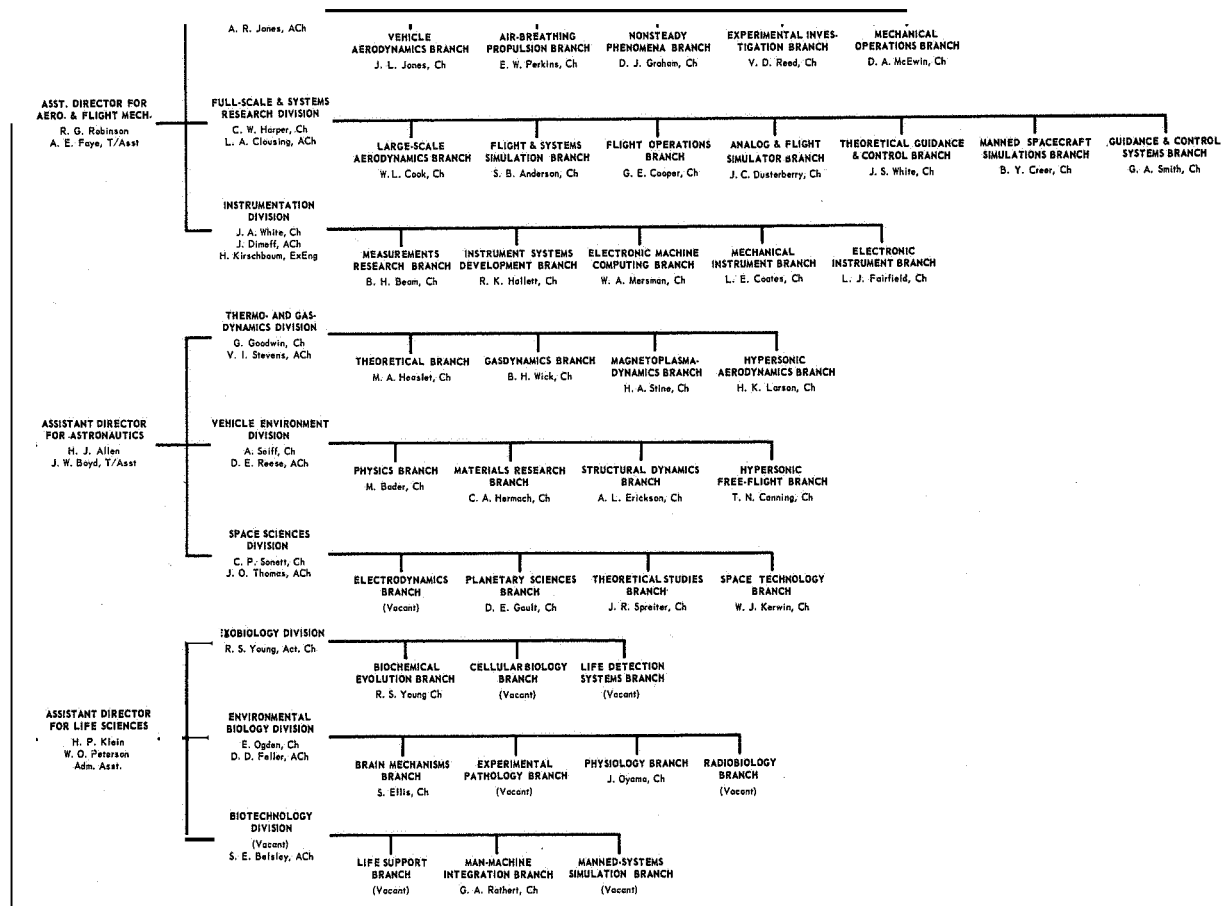 A. R. Jones, ACh
VEHICLE
AERODYNAMICS BRANCH
J. L. Jones, Ch
AIR-BREATHING
PROPULSION BRANCH
E. W. Perkins, Ch
NONSTEADY
PHENOMENA BRANCH
D. J. Graham, Ch
EXPERIMENTAL INVES-
TIGATION BRANCH
V. D. Reed, Ch
MECHANICAL
OPERATIONS BRANCH
D. A. McEwin, Ch
ASST. DIRECTOR FOR
AERO. & FLIGHT MECH.
R. G. Robinson
A. E. Faye, T/Asst
FULL-SCALE & SYSTEMS
RESEARCH DIVISION
C. W. Harper, Ch
L. A. Clousing, ACh
LARGE-SCALE
AERODYNAMICS BRANCH
W. L. Cook, Ch
FLIGHT & SYSTEMS
SIMULATION BRANCH
S. B. Anderson, Ch
FLIGHT OPERATIONS
BRANCH
G. E. Cooper, Ch
ANALOG & FLIGHT
SIMULATOR BRANCH
J. C. Dusterberry, Ch
THEORETICAL GUIDANCE
& CONTROL BRANCH
J. S. White, Ch
MANNED SPACECRAFT
SIMULATIONS BRANCH
B. Y. Creer, Ch
GUIDANCE & CONTROL
SYSTEMS BRANCH
G. A. Smith, Ch
INSTRUMENTATION
DIVISION
J. A. White, Ch
J. Dimeff, ACh
H. Kirschbaum, ExEng
MEASUREMENTS
RESEARCH BRANCH
B. H. Beam, Ch
INSTRUMENT SYSTEMS
DEVELOPMENT BRANCH
R. K. Hallett, Ch
ELECTRONIC MACHINE
COMPUTING BRANCH
W. A. Mersman, Ch
MECHANICAL
INSTRUMENT BRANCH
L. E. Coates, Ch
ELECTRONIC
INSTRUMENT BRANCH
L. J. Fairfield, Ch
ASSISTANT DIRECTOR
FOR ASTRONAUTICS
H. J. Allen
J. W. Boyd, T/Asst
THERMO- AND GAS-
DYNAMICS DIVISION
G. Goodwin, Ch
V. I. Stevens, ACh
THEORETICAL BRANCH
M. A. Heaslet, Ch
GASDYNAMICS BRANCH
B. H. Wick, Ch
MAGNETOPLASMA-
DYNAMICS BRANCH
H. A. Stine, Ch
HYPERSONIC
AERODYNAMICS BRANCH
H. K. Larson, Ch
VEHICLE ENVIRONMENT
DIVISION
A. Seiff, Ch
D. E. Reese, ACh
PHYSICS BRANCH
M. Bader, Ch
MATERIALS RESEARCH
BRANCH
C. A. Hermach, Ch
STRUCTURAL DYNAMICS
BRANCH
A. L. Erickson, Ch
HYPERSONIC
FREE-FLIGHT BRANCH
T. N. Canning, Ch
SPACE SCIENCES
DIVISION
C. P. Sonett, Ch
J. O. Thomas, ACh
ELECTRODYNAMICS
BRANCH
(Vacant)
PLANETARY SCIENCES
BRANCH
D. E. Gault, Ch
THEORETICAL STUDIES
BRANCH
J. R. Spreiter, Ch
SPACE TECHNOLOGY
BRANCH
W. J. Kerwin, Ch
ASSISTANT DIRECTOR
FOR LIFE SCIENCES
H. P. Klein
W. O. Peterson
Adm. Asst.
EXOBIOLOGY DIVISION
R. S. Young, Act. Ch
BIOCHEMICAL
EVOLUTION BRANCH
R. S. Young Ch
CELLULAR BIOLOGY
BRANCH
(Vacant)
LIFE DETECTION
SYSTEMS BRANCH
(Vacant)
ENVIRONMENTAL
BIOLOGY DIVISION
E. Ogden, Ch
D. D. Feller, ACh
BRAIN MECHANISMS
BRANCH
S. Ellis, Ch
EXPERIMENTAL
PATHOLOGY BRANCH
(Vacant)
PHYSIOLOGY BRANCH
J. Oyama, Ch
RADIOBIOLOGY
BRANCH
(Vacant)
BIOTECHNOLOGY
DIVISION
(Vacant)
S. E. Belsley, ACh
LIFE SUPPORT
BRANCH
(Vacant)
MAN-MACHINE
INTEGRATION BRANCH
G. A. Rathert, Ch
MANNED-SYSTEMS
SIMULATION BRANCH
(Vacant)